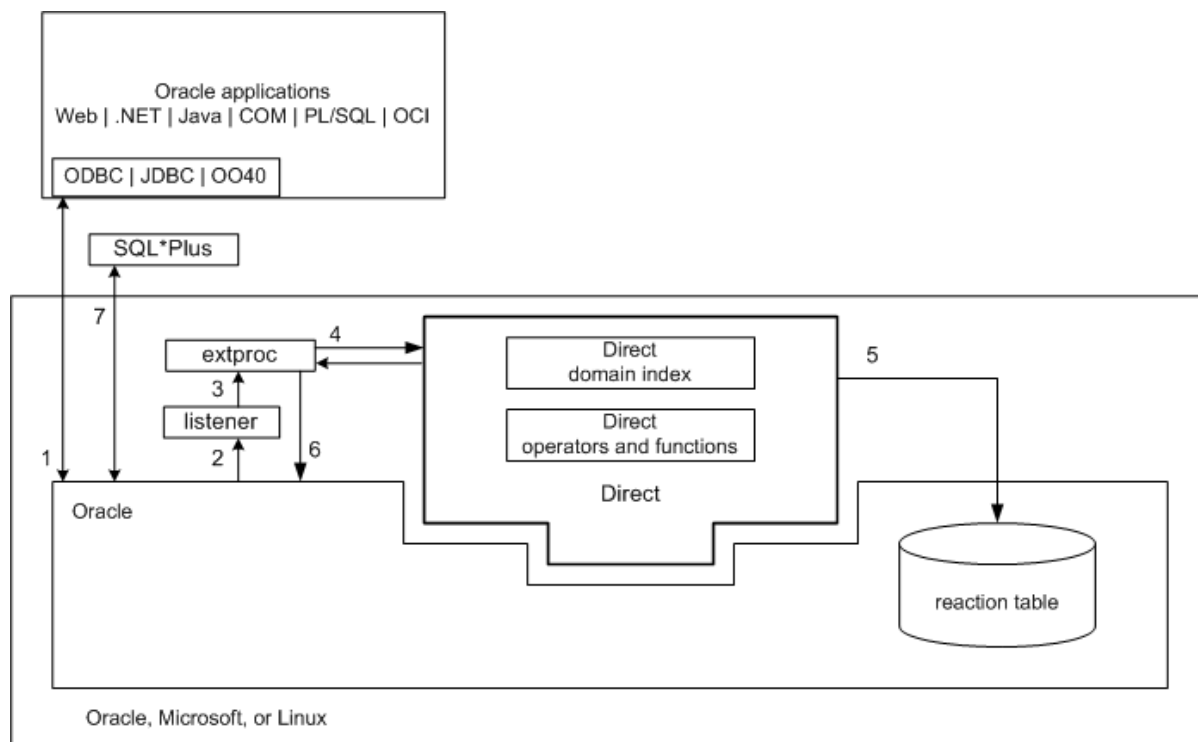 Oracle applications
Web | .NET | Java | COM | PL/SQL | OCI
ODBC | JDBC | OO40
SQL*Plus
7
extproc
4
3
listener
1
2
6
Direct
domain index
Direct
operators and functions
Direct
5
Oracle
reaction table
Oracle, Microsoft, or Linux